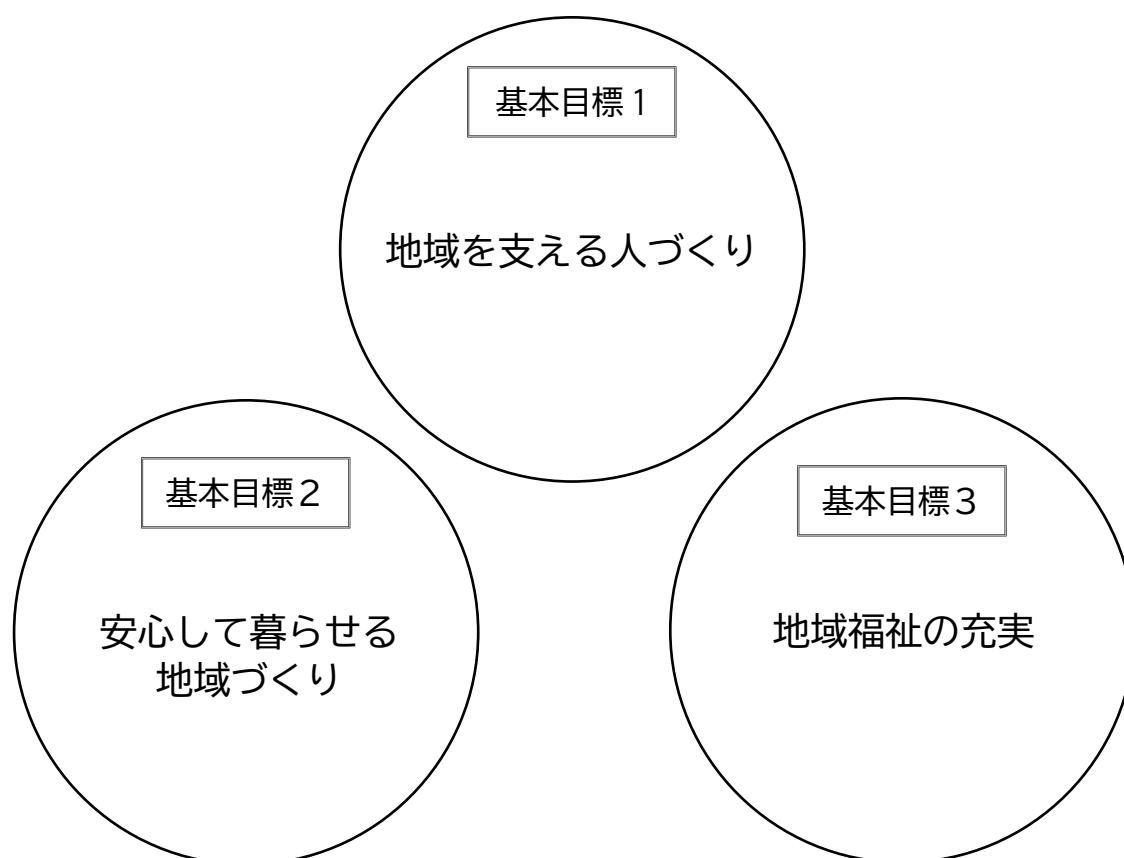 基本目標1
地域を支える人づくり
基本目標2
安心して暮らせる
地域づくり
基本目標3
地域福祉の充実